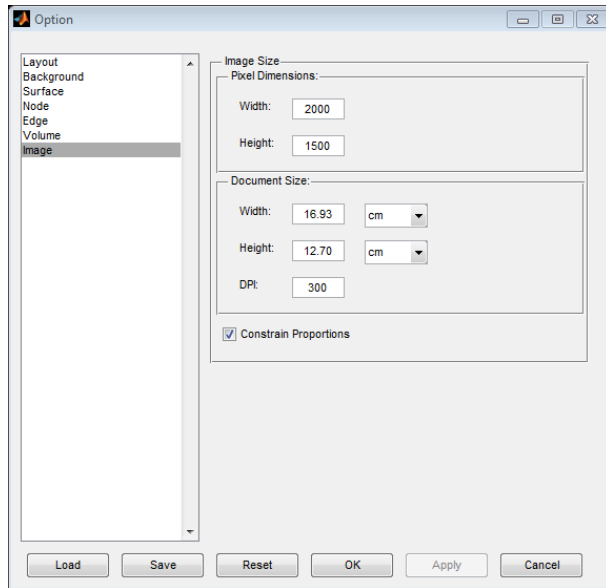 Option
Layout
Background
Surface
Node
Edge
Volume
Image
Image Size
Pixel Dimensions:
Width: 2000
Height: 1500
Document Size:
Width: 16.93 cm
Height: 12.70 cm
DPI: 300
Constrain Proportions
Load Save Reset OK Apply Cancel